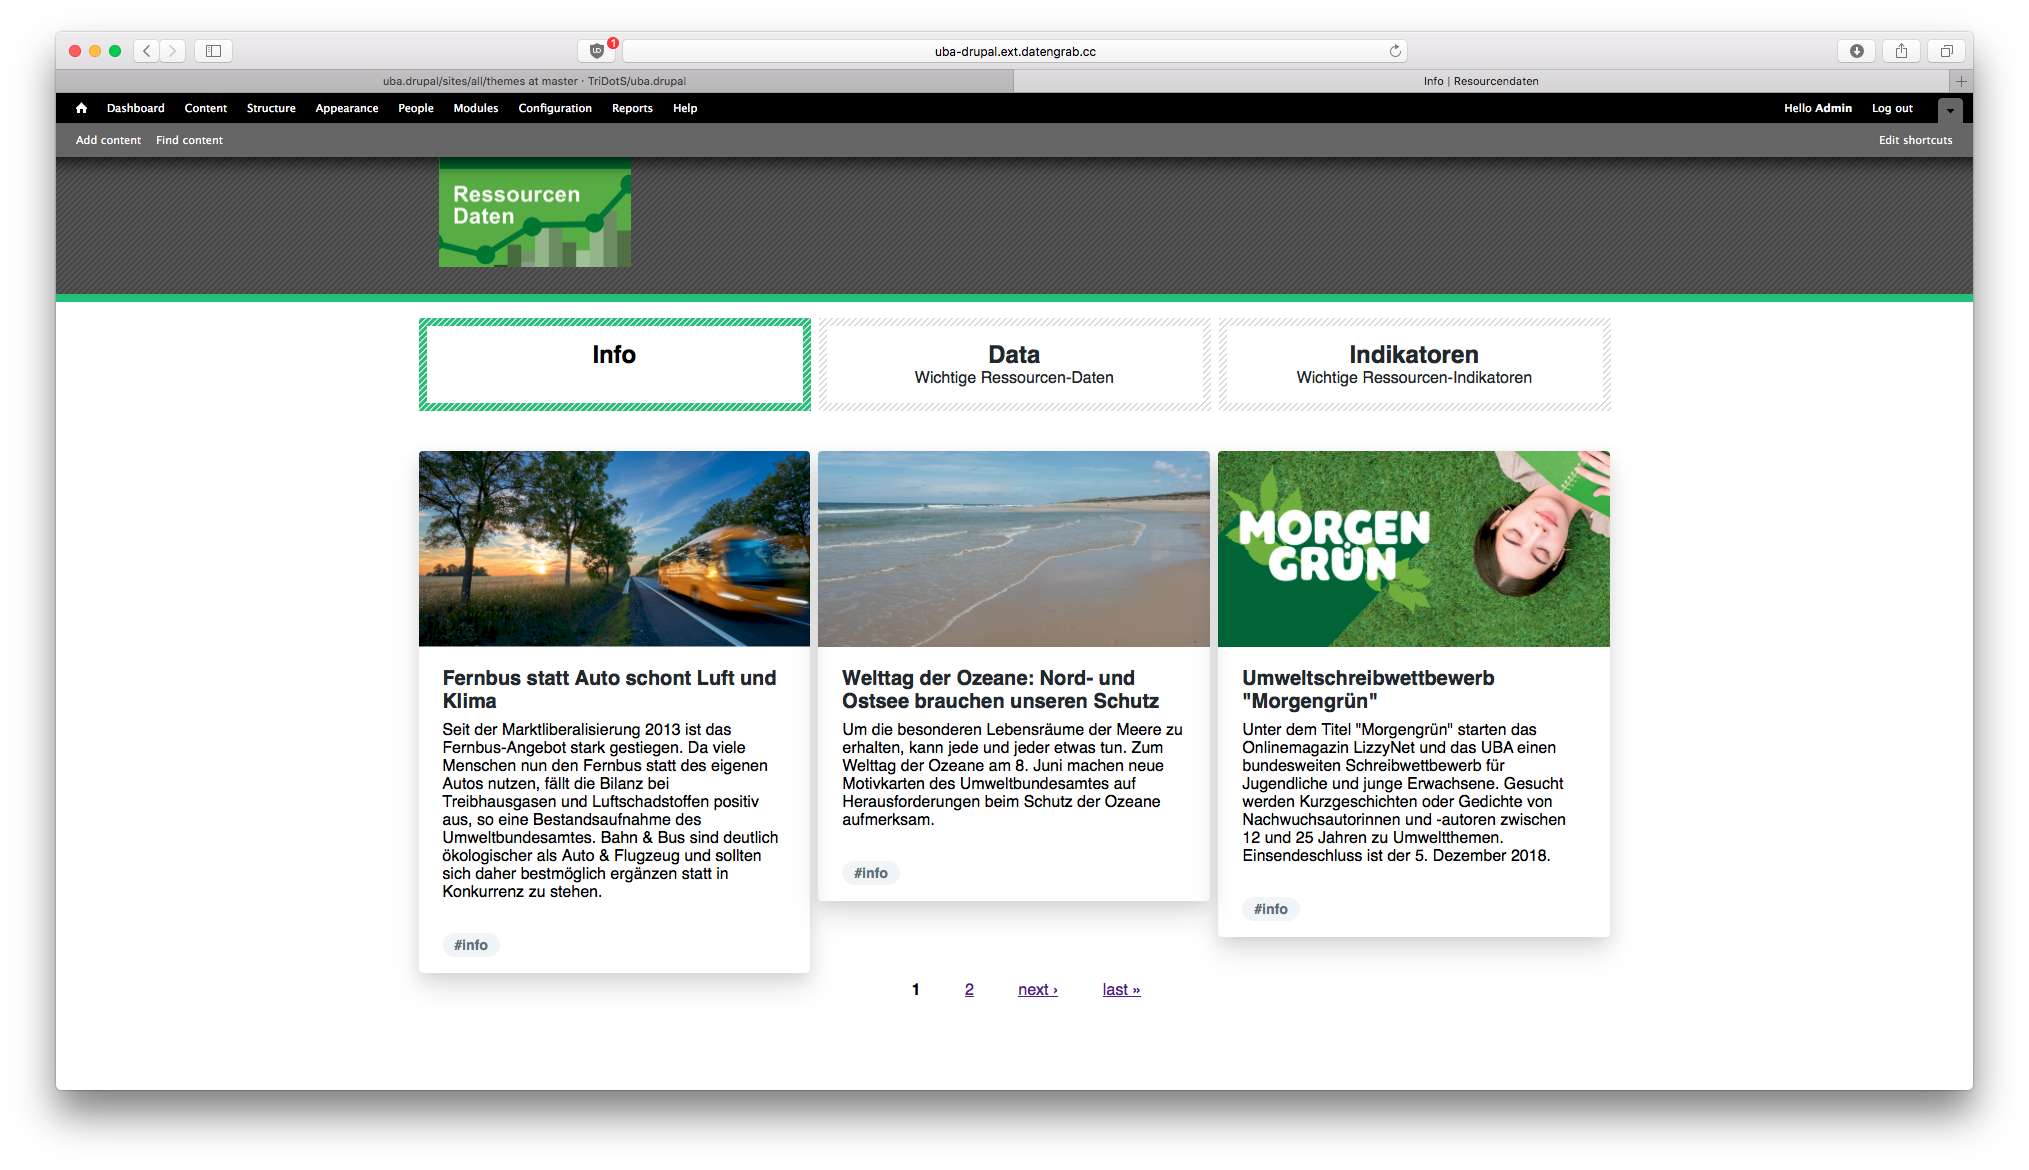 1
uba-drupal.ext.datengrab.cc
uba.drupal/sites/all/themes at master · TriDotS/uba.drupal
Info | Resourcendaten
Dashboard Content Structure Appearance People Modules Configuration Reports Help
Hello Admin Log out
Add content Find content
Edit shortcuts
Ressourcen
Daten
Info
Data
Wichtige Ressourcen-Daten
Indikatoren
Wichtige Ressourcen-Indikatoren
Fernbus statt Auto schont Luft und
Klima
Seit der Marktliberalisierung 2013 ist das
Fernbus-Angebot stark gestiegen. Da viele
Menschen nun den Fernbus statt des eigenen
Autos nutzen, fällt die Bilanz bei
Treibhausgasen und Luftschadstoffen positiv
aus, so eine Bestandsaufnahme des
Umweltbundesamtes. Bahn & Bus sind deutlich
ökologischer als Auto & Flugzeug und sollten
sich daher bestmöglich ergänzen statt in
Konkurrenz zu stehen.
#info
Welttag der Ozeane: Nord- und
Ostsee brauchen unseren Schutz
Um die besonderen Lebensräume der Meere zu
erhalten, kann jede und jeder etwas tun. Zum
Welttag der Ozeane am 8. Juni machen neue
Motivkarten des Umweltbundesamtes auf
Herausforderungen beim Schutz der Ozeane
aufmerksam.
#info
MORGEN
GRÜN
Umweltschreibwettbewerb
"Morgengrün"
Unter dem Titel "Morgengrün" starten das
Onlinemagazin LizzyNet und das UBA einen
bundesweiten Schreibwettbewerb für
Jugendliche und junge Erwachsene. Gesucht
werden Kurzgeschichten oder Gedichte von
Nachwuchsautorinnen und -autoren zwischen
12 und 25 Jahren zu Umweltthemen.
Einsendeschluss ist der 5. Dezember 2018.
#info
1 2 next › last »